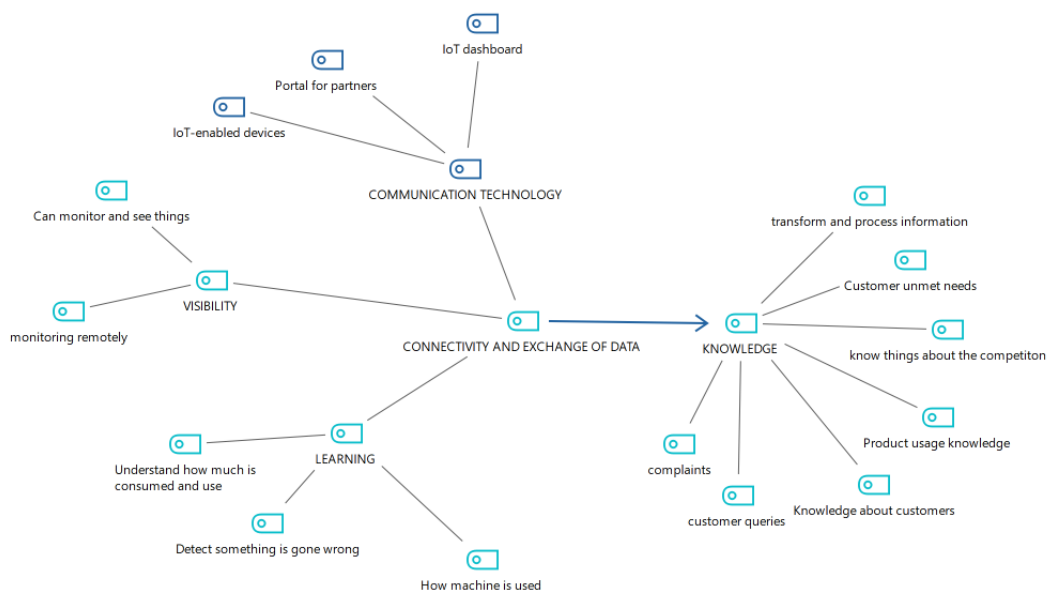 IoT dashboard
Portal for partners
IoT-enabled devices
COMMUNICATION TECHNOLOGY
Can monitor and see things
transform and process information
Customer unmet needs
VISIBILITY
monitoring remotely
CONNECTIVITY AND EXCHANGE OF DATA
KNOWLEDGE
know things about the competiton
Product usage knowledge
LEARNING
Understand how much is
consumed and use
complaints
Knowledge about customers
customer queries
Detect something is gone wrong
How machine is used